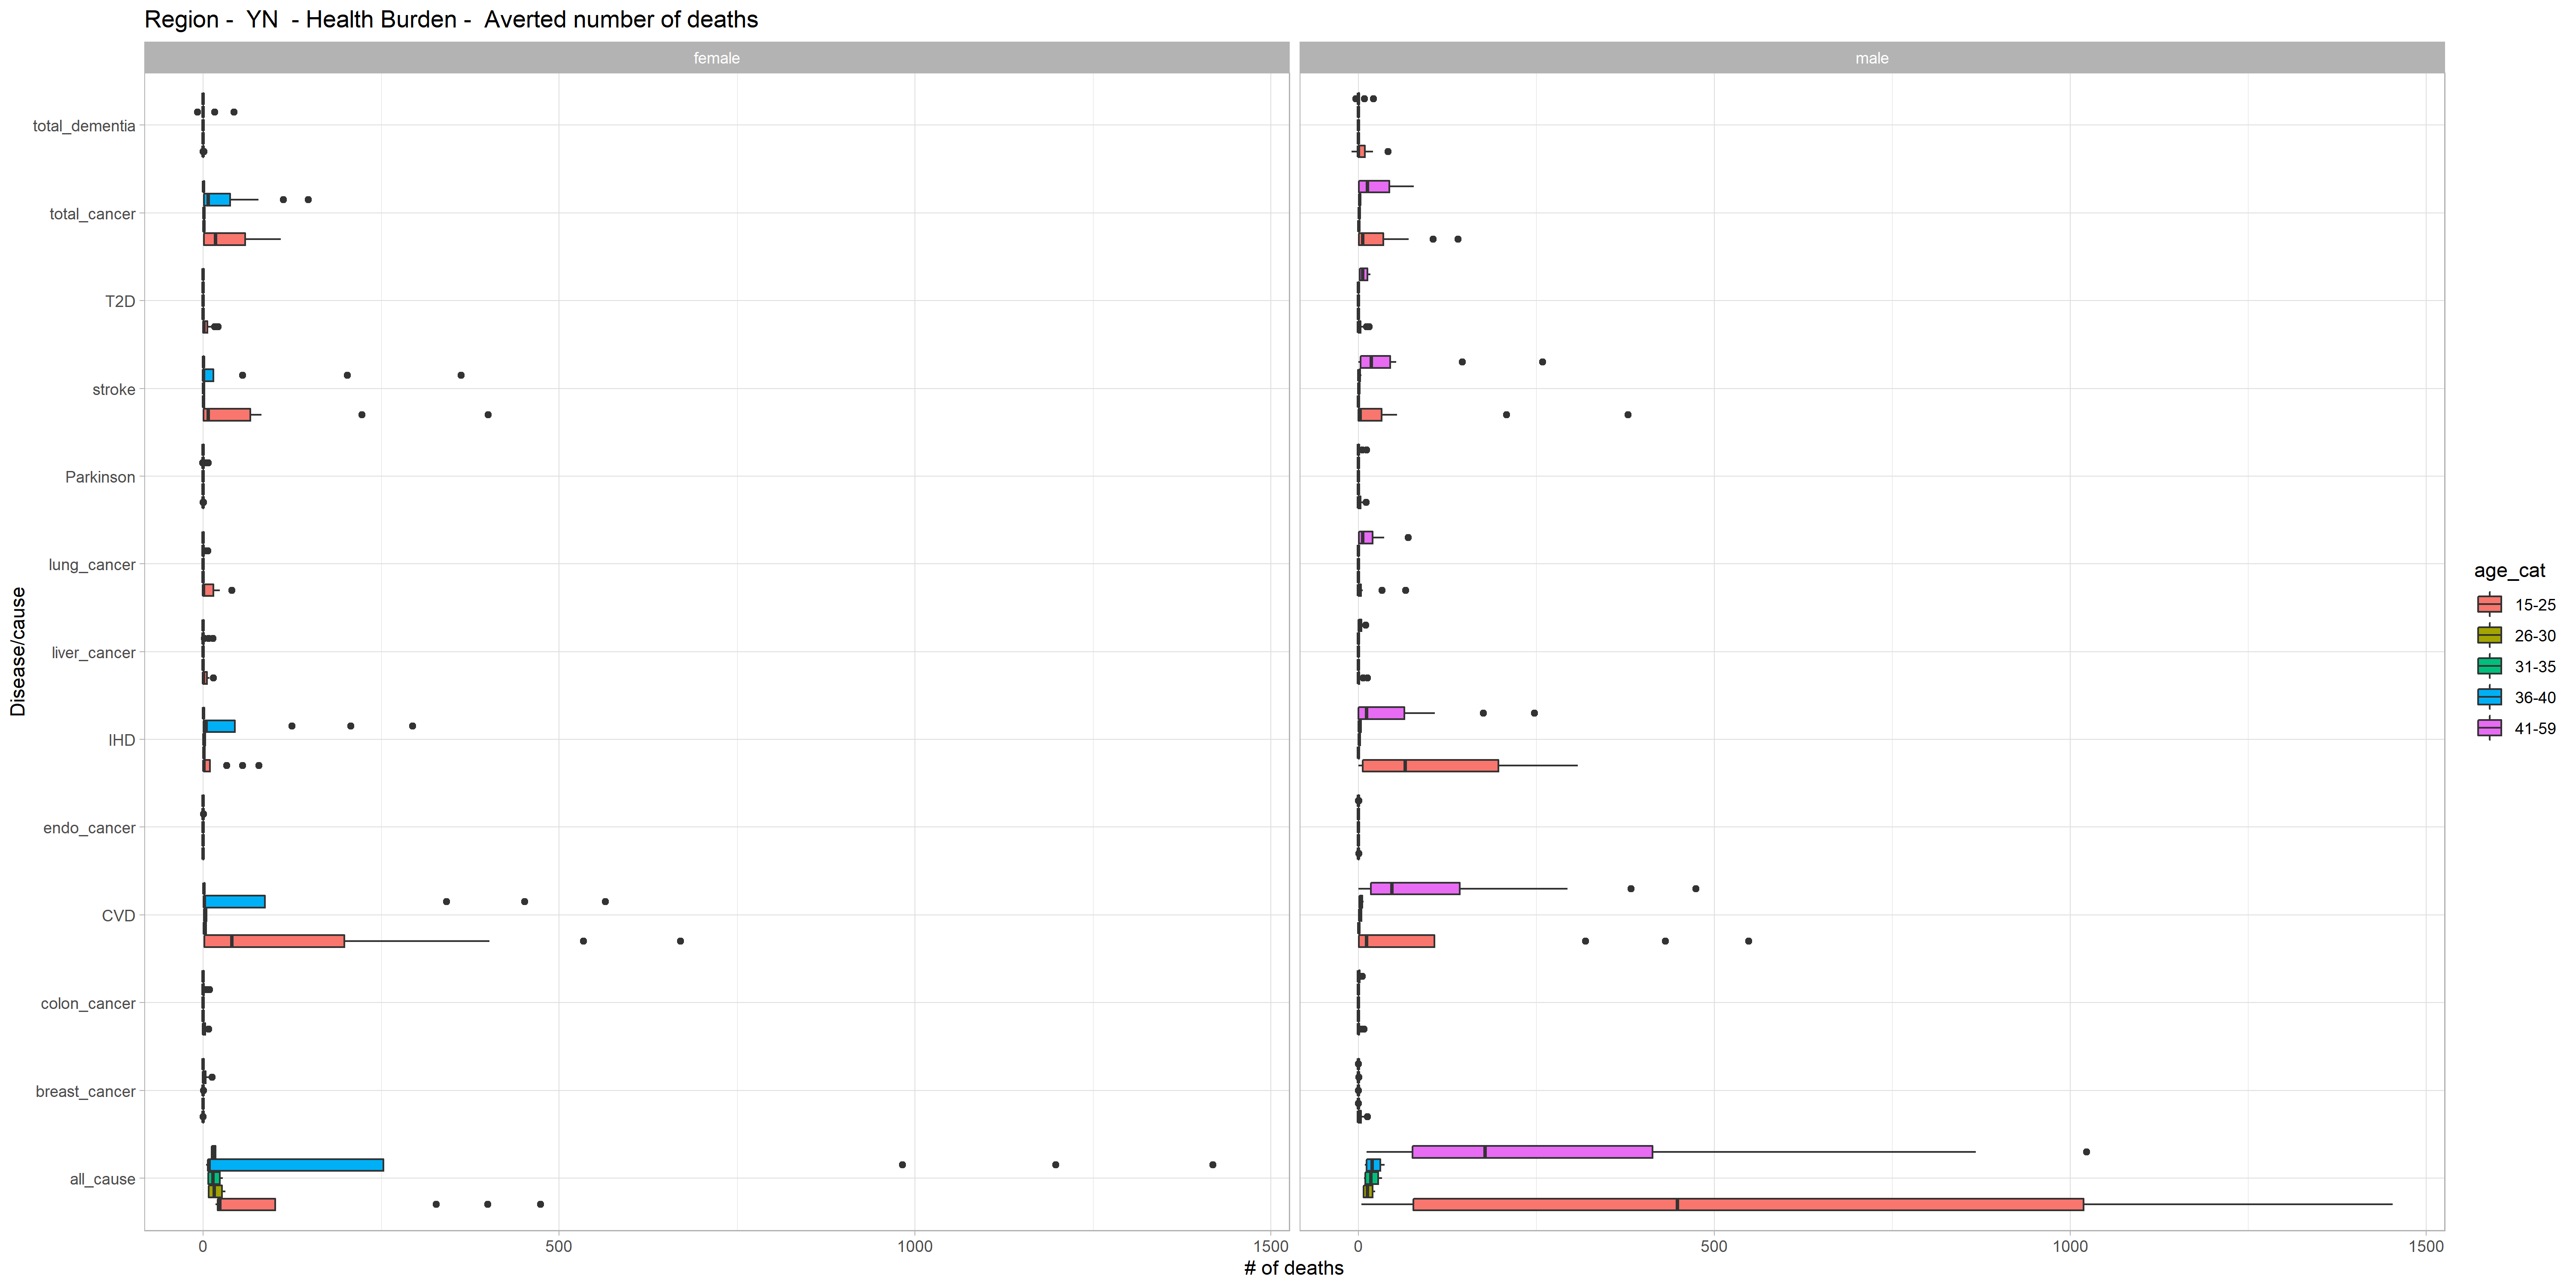 Region -  YN  - Health Burden -  Averted number of deaths
female
male
Disease/cause
total_dementia
total_cancer
T2D
stroke
Parkinson
lung_cancer
liver_cancer
IHD
endo_cancer
CVD
colon_cancer
breast_cancer
all_cause
0
500
1000
1500
0
500
1000
1500
# of deaths
age_cat
15-25
26-30
31-35
36-40
41-59